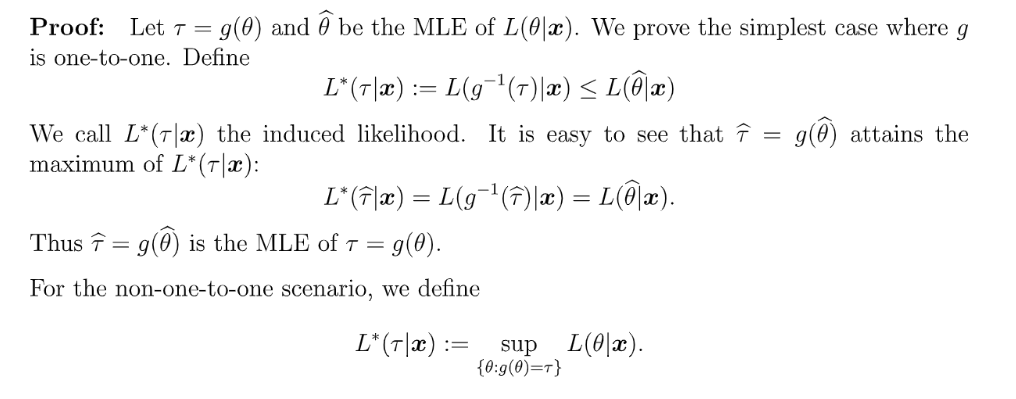 Proof: Let τ = g(θ) and θ̂ be the MLE of L(θ|x). We prove the simplest case where g
is one-to-one. Define
L*(τ|x) := L(g⁻¹(τ)|x) ≤ L(θ̂|x)
We call L*(τ|x) the induced likelihood. It is easy to see that τ̂ = g(θ̂) attains the
maximum of L*(τ|x):
L*(τ̂|x) = L(g⁻¹(τ̂)|x) = L(θ̂|x).
Thus τ̂ = g(θ̂) is the MLE of τ = g(θ).
For the non-one-to-one scenario, we define
L*(τ|x) := sup L(θ|x).
{θ:g(θ)=τ}